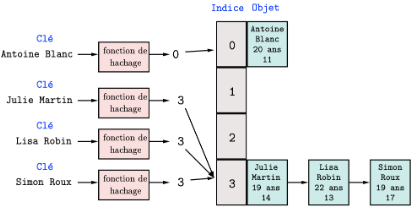 Indice Objet
Clé
Antoine Blanc
fonction de
hachage
0
0
Antoine
Blanc
20 ans
11
Clé
Julie Martin
fonction de
hachage
3
1
Clé
Lisa Robin
fonction de
hachage
3
2
Clé
Simon Roux
fonction de
hachage
3
3
Julie
Martin
19 ans
14
Lisa
Robin
22 ans
13
Simon
Roux
19 ans
17